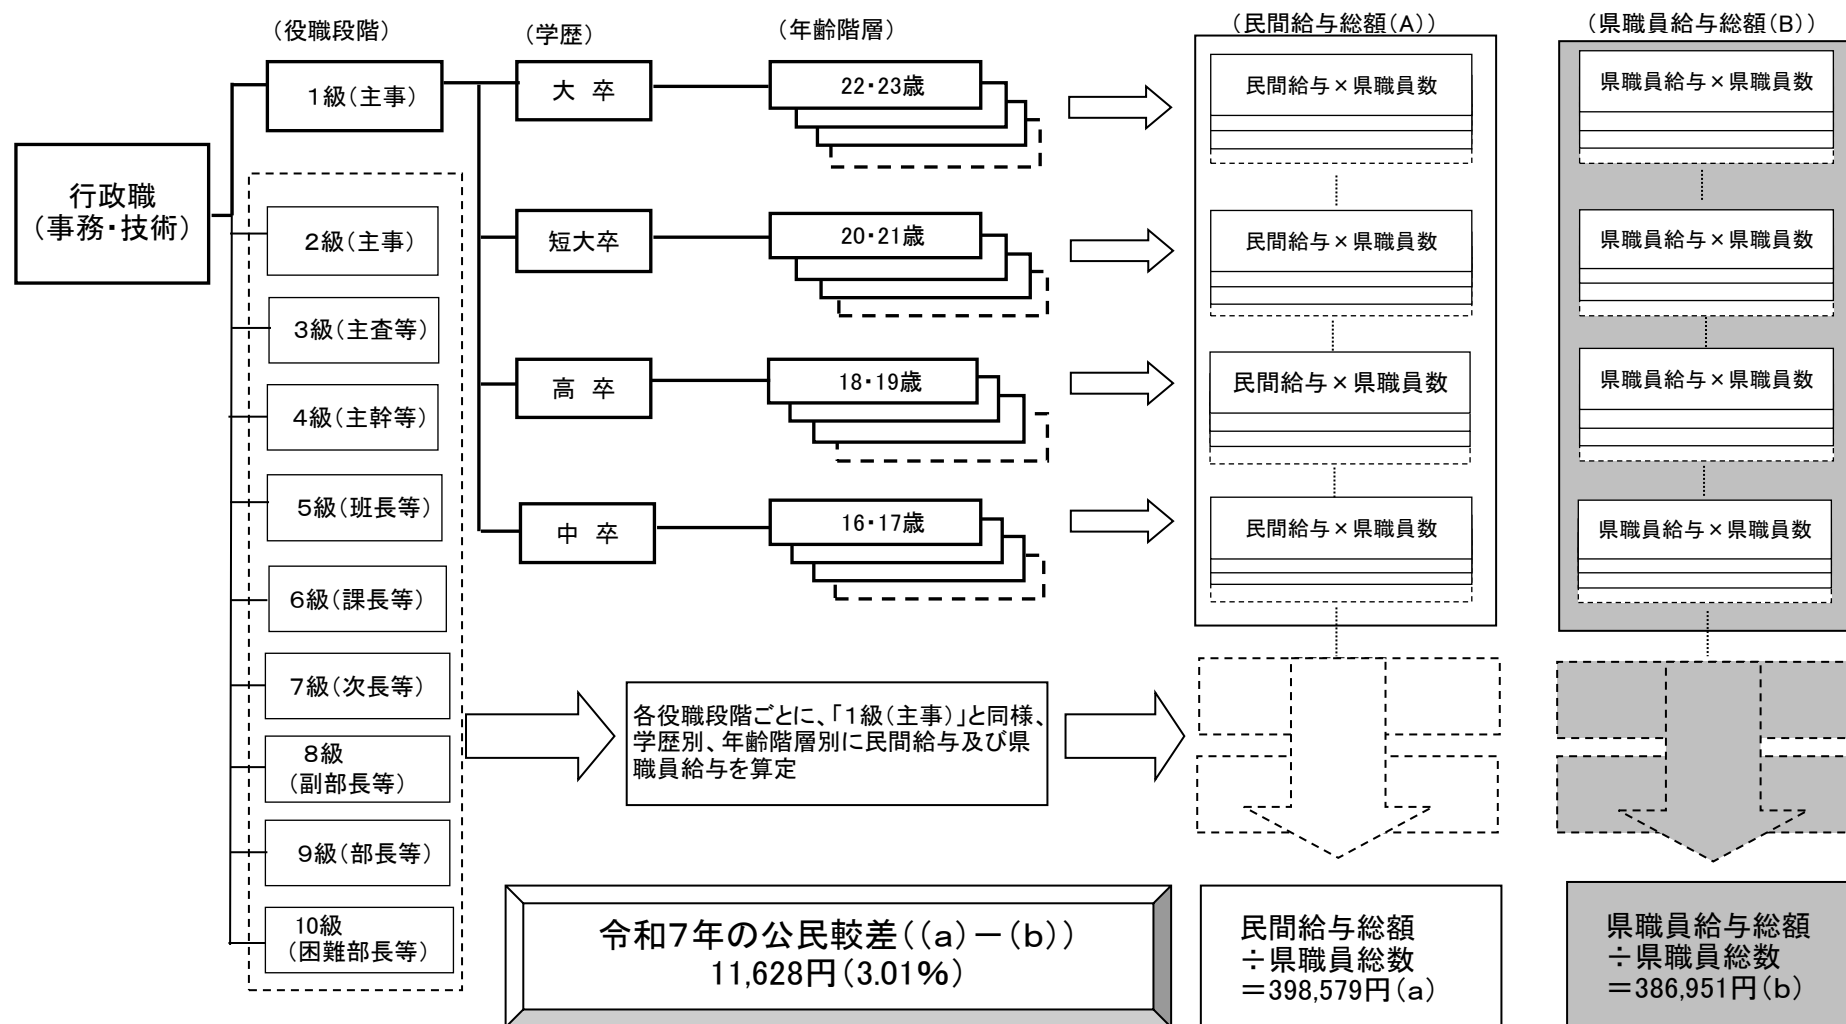 （役職段階）
（学歴）
（年齢階層）
（民間給与総額（A））
（県職員給与総額（B））
行政職
（事務・技術）
1級（主事）
2級（主事）
3級（主査等）
4級（主幹等）
5級（班長等）
6級（課長等）
7級（次長等）
8級
（副部長等）
9級（部長等）
10級
（困難部長等）
大　卒
22・23歳
民間給与×県職員数
県職員給与×県職員数
短大卒
20・21歳
民間給与×県職員数
県職員給与×県職員数
高　卒
18・19歳
民間給与×県職員数
県職員給与×県職員数
中　卒
16・17歳
民間給与×県職員数
県職員給与×県職員数
各役職段階ごとに、「1級（主事）」と同様、
学歴別、年齢階層別に民間給与及び県
職員給与を算定
令和7年の公民較差（（a）－（b））
11,628円（3.01％）
民間給与総額
÷県職員総数
＝398,579円（a）
県職員給与総額
÷県職員総数
＝386,951円（b）